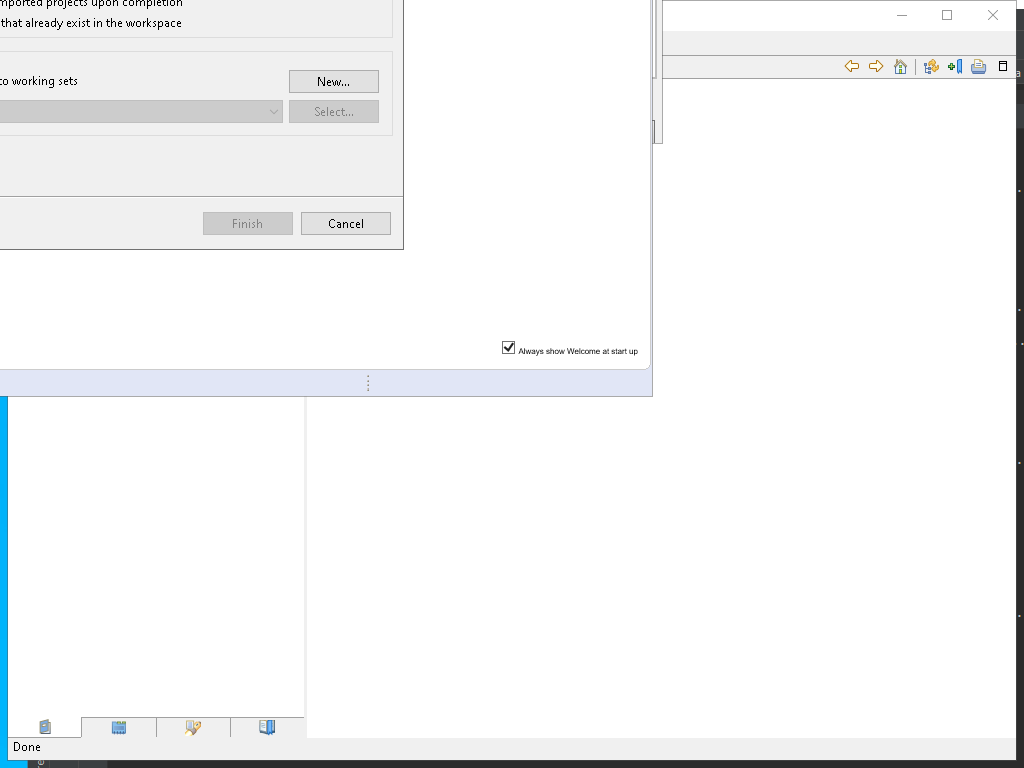 mported projects upon completion
that already exist in the workspace
to working sets
New...
Select...
Finish
Cancel
Always show Welcome at start up
Done